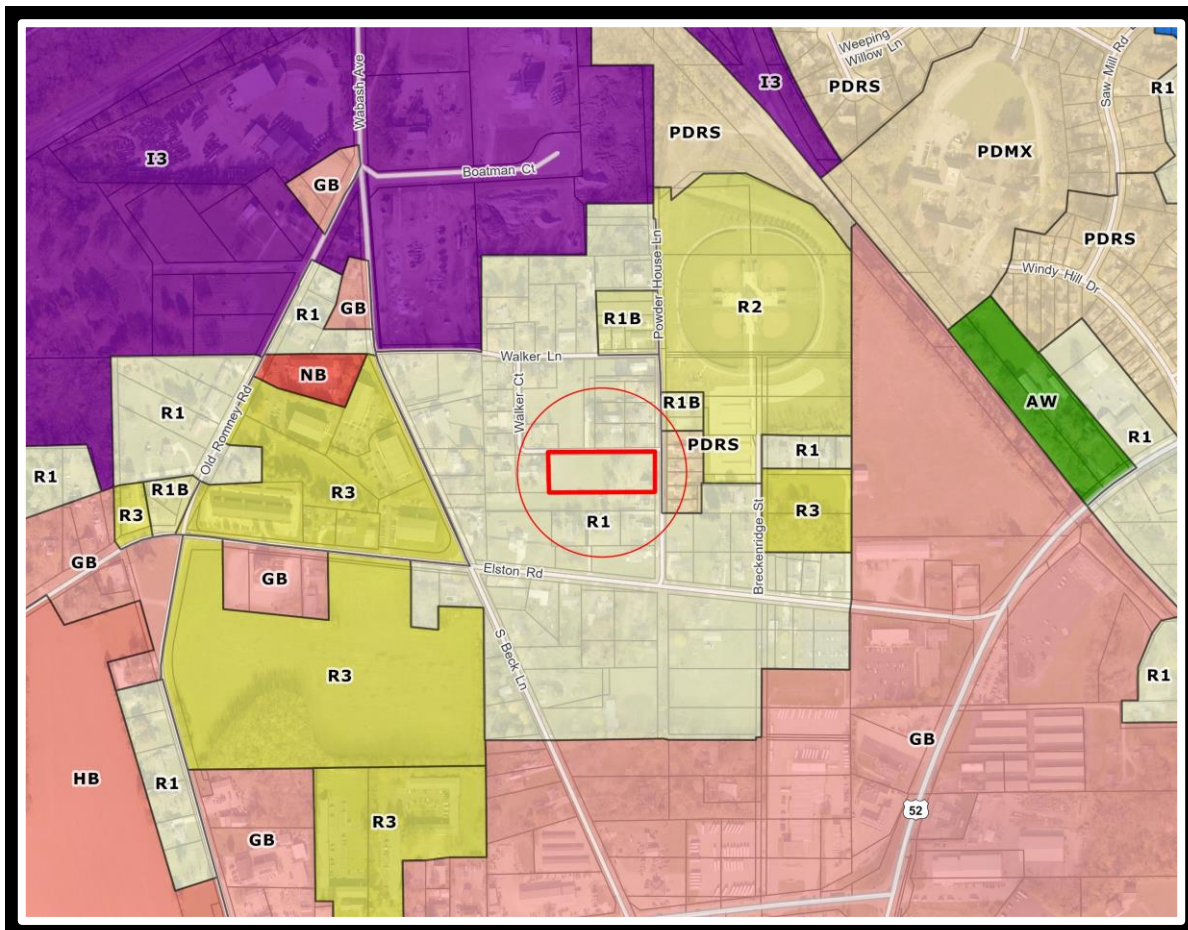 Weeping
Willow Ln
Saw Mill Rd
I3
PDRS
R1
Wabash Ave
PDRS
PDMX
I3
Boatman Ct
GB
PDRS
Powder House Ln
Windy Hill Dr
R1
GB
R1B
R2
Walker Ln
NB
Walker Ct
R1B
AW
R1
Old Romney Rd
PDRS
R1
R1
R1
R1B
R3
R3
R1
Breckenridge St
R3
GB
Elston Rd
GB
S Beck Ln
R3
R1
GB
HB
R1
52
R3
GB